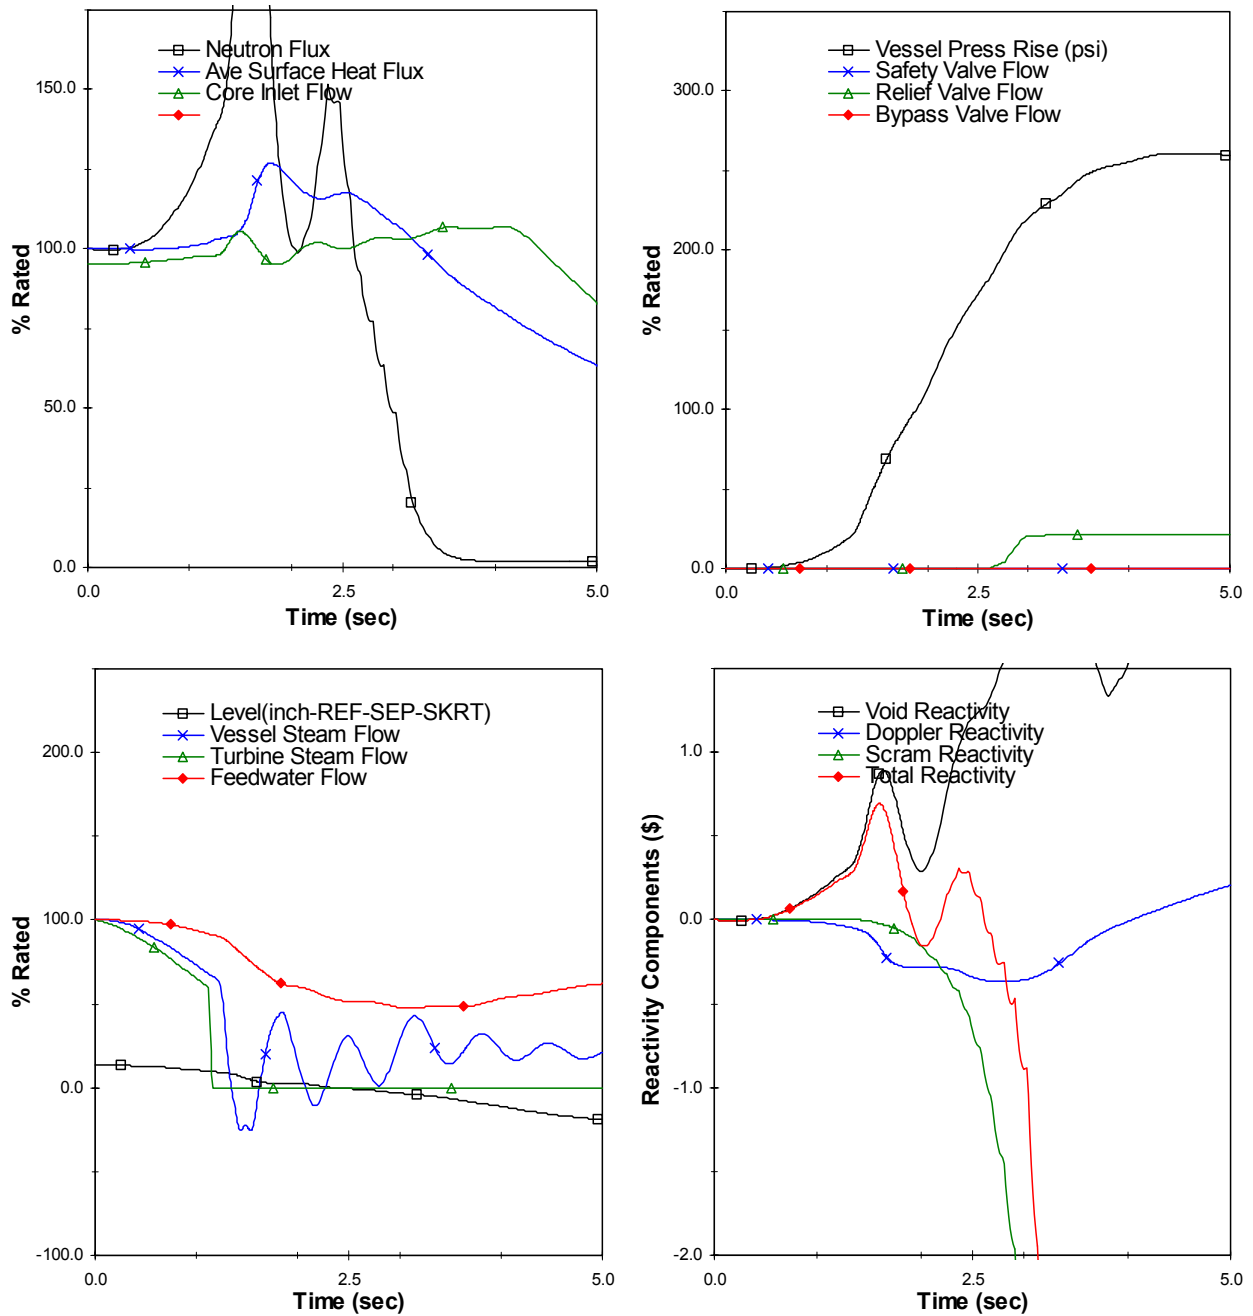 Neutron Flux
Ave Surface Heat Flux
Core Inlet Flow
150.0
100.0
50.0
0.0
% Rated
0.0
2.5
5.0
Time (sec)
Vessel Press Rise (psi)
Safety Valve Flow
Relief Valve Flow
Bypass Valve Flow
300.0
200.0
100.0
0.0
% Rated
0.0
2.5
5.0
Time (sec)
Level(inch-REF-SEP-SKRT)
Vessel Steam Flow
Turbine Steam Flow
Feedwater Flow
200.0
100.0
0.0
-100.0
% Rated
0.0
2.5
5.0
Time (sec)
Void Reactivity
Doppler Reactivity
Scram Reactivity
Total Reactivity
1.0
0.0
-1.0
-2.0
Reactivity Components ($)
0.0
2.5
5.0
Time (sec)